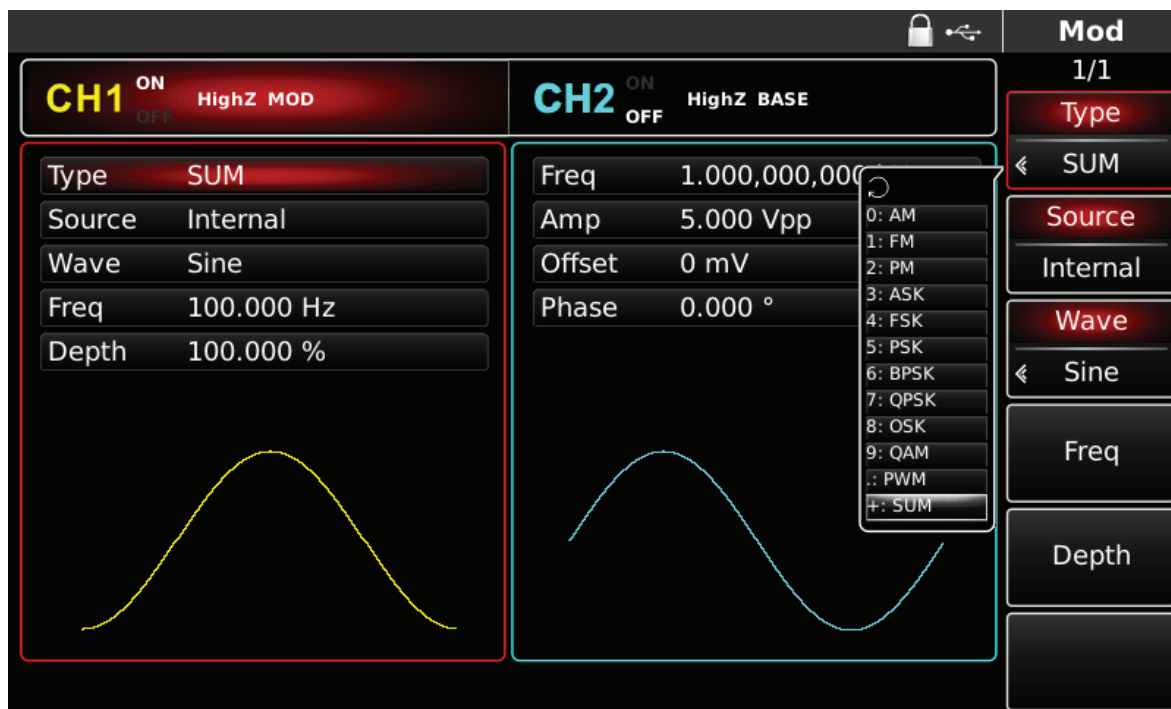 Mod
1/1
CH1 ON OFF HighZ MOD
CH2 ON OFF HighZ BASE
Type SUM
Source Internal
Wave Sine
Freq 100.000 Hz
Depth 100.000 %
Freq 1.000,000,000
Amp 5.000 Vpp
Offset 0 mV
Phase 0.000 °
0: AM
1: FM
2: PM
3: ASK
4: FSK
5: PSK
6: BPSK
7: QPSK
8: OSK
9: QAM
.: PWM
+: SUM
Type
SUM
Source
Internal
Wave
Sine
Freq
Depth